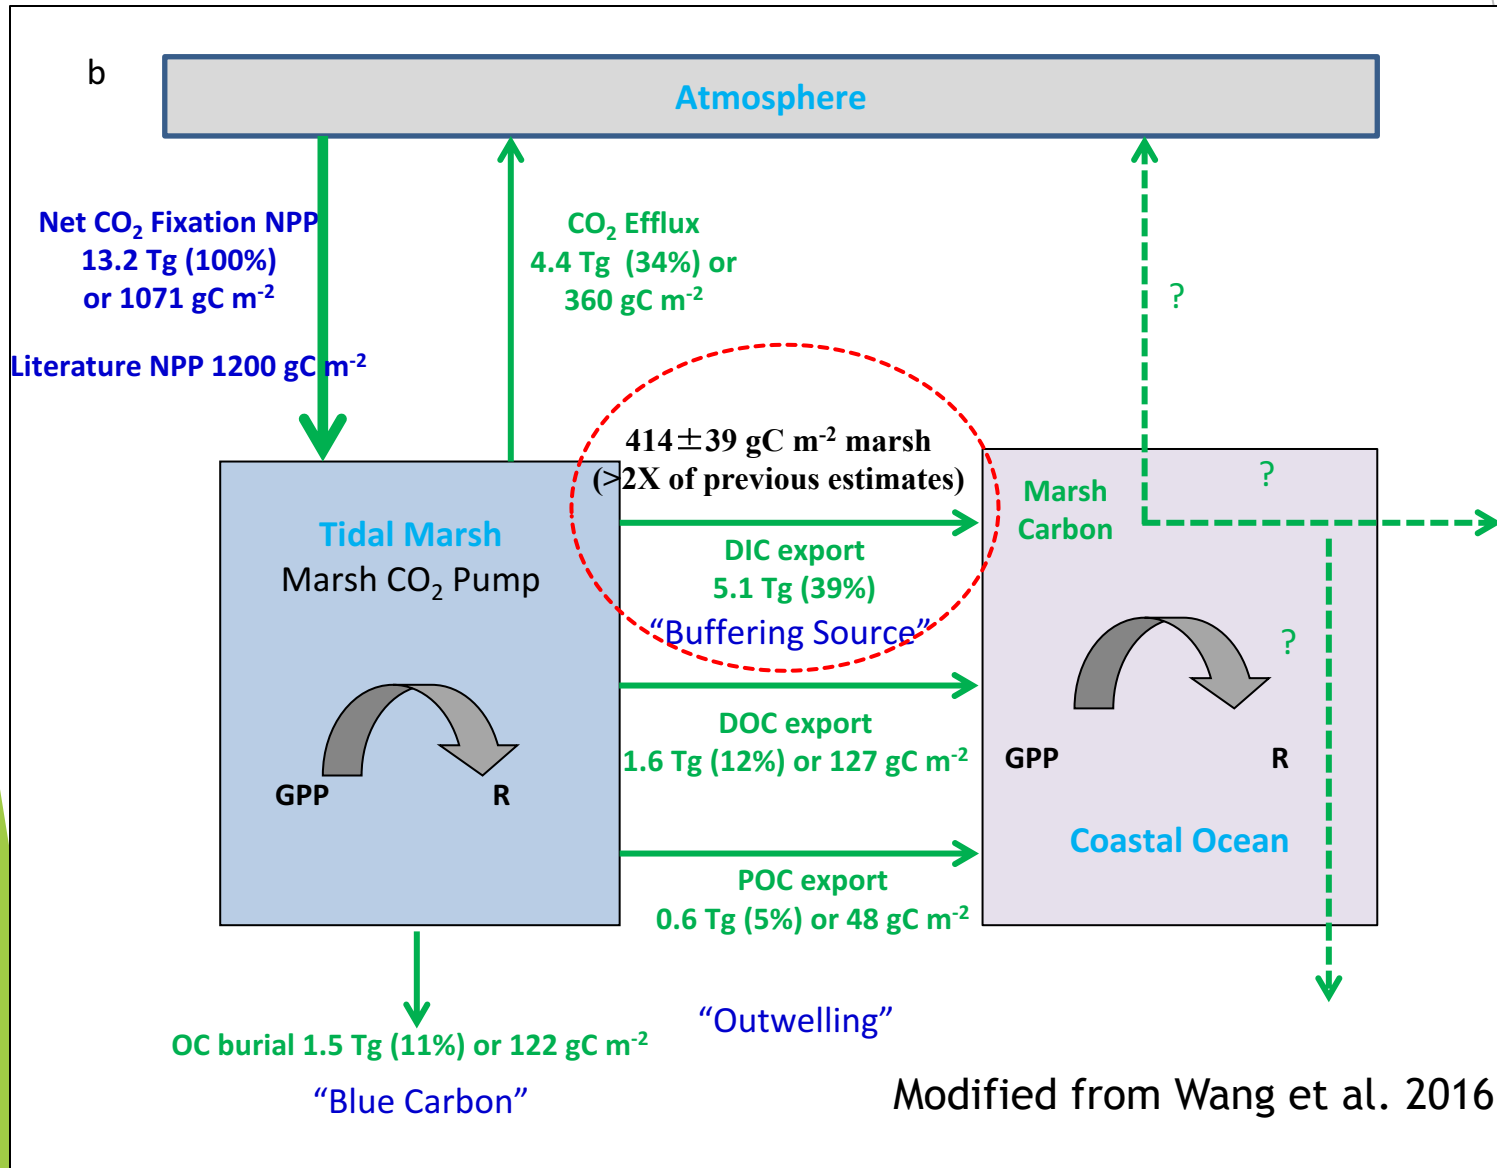 b
Atmosphere
Net CO₂ Fixation NPP
13.2 Tg (100%)
or 1071 gC m⁻²
Literature NPP 1200 gC m⁻²
CO₂ Efflux
4.4 Tg (34%) or
360 gC m⁻²
?
414±39 gC m⁻² marsh
(>2X of previous estimates)
DIC export
5.1 Tg (39%)
“Buffering Source”
Tidal Marsh
Marsh CO₂ Pump
GPP
R
DOC export
1.6 Tg (12%) or 127 gC m⁻²
POC export
0.6 Tg (5%) or 48 gC m⁻²
Marsh
Carbon
?
?
GPP
R
Coastal Ocean
OC burial 1.5 Tg (11%) or 122 gC m⁻²
“Blue Carbon”
“Outwelling”
Modified from Wang et al. 2016